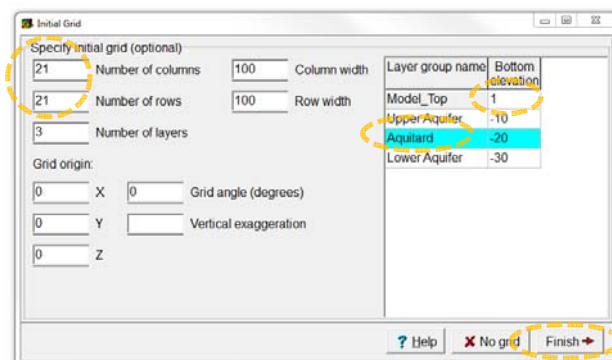 Initial Grid
Specify initial grid (optional)
21 Number of columns 100 Column width
21 Number of rows 100 Row width
3 Number of layers
Grid origin:
0 X 0 Grid angle (degrees)
0 Y Vertical exaggeration
0 Z
Layer group name Bottom elevation
Model_Top 1
Upper Aquifer -10
Aquitard -20
Lower Aquifer -30
? Help No grid Finish